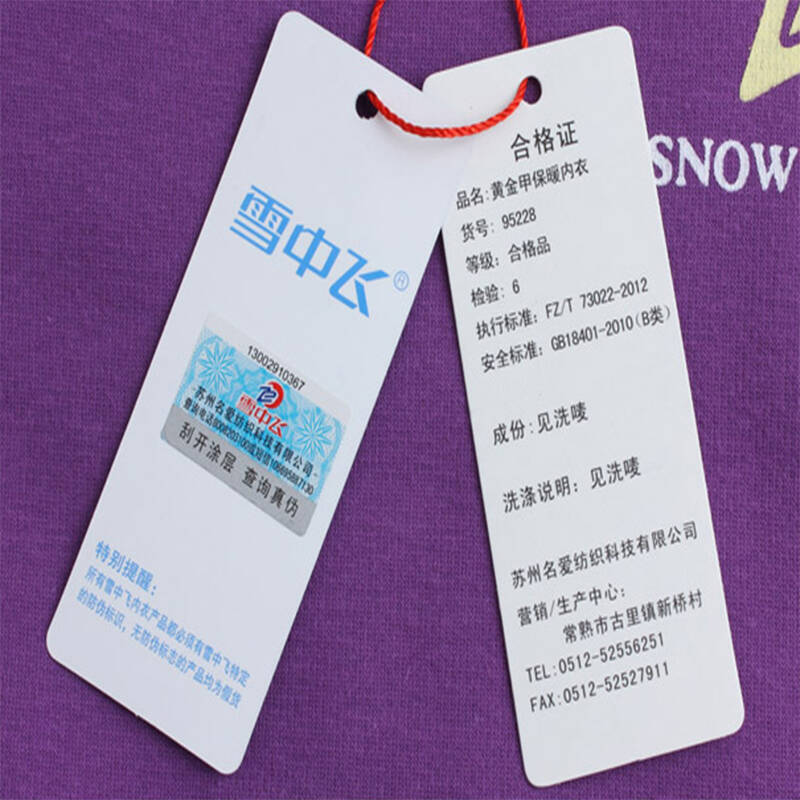 雪中飞®
13002910367
雪中飞
苏州名爱纺织科技有限公司
刮开涂层 查询真伪
特别提醒:
所有雪中飞内衣产品都必须有雪中飞特定
的防伪标识,无防伪标志的产品均为假货
合格证
品名:黄金甲保暖内衣
货号: 95228
等级: 合格品
检验: 6
执行标准: FZ/T 73022-2012
安全标准: GB18401-2010(B类)
成份: 见洗唛
洗涤说明: 见洗唛
苏州名爱纺织科技有限公司
营销/生产中心:
常熟市古里镇新桥村
TEL:0512-52556251
FAX:0512-52527911
SNOW